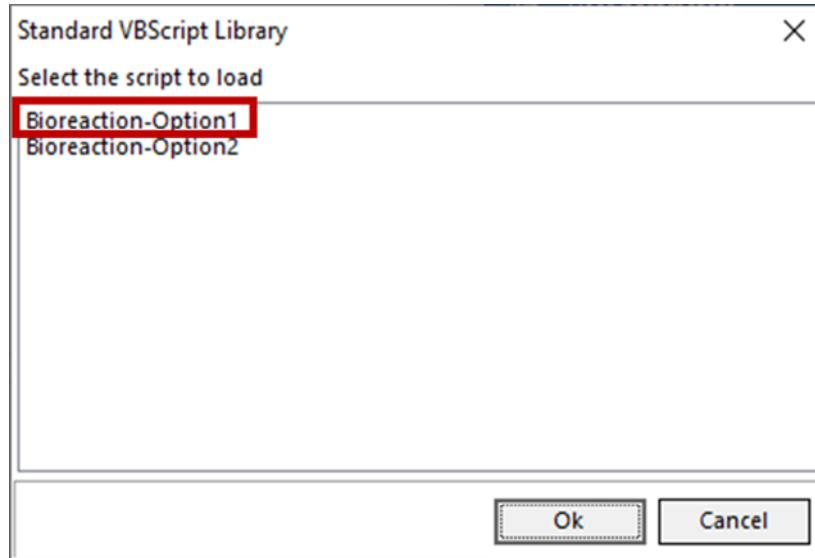 Standard VBScript Library
Select the script to load
Bioreaction-Option1
Bioreaction-Option2
Ok Cancel